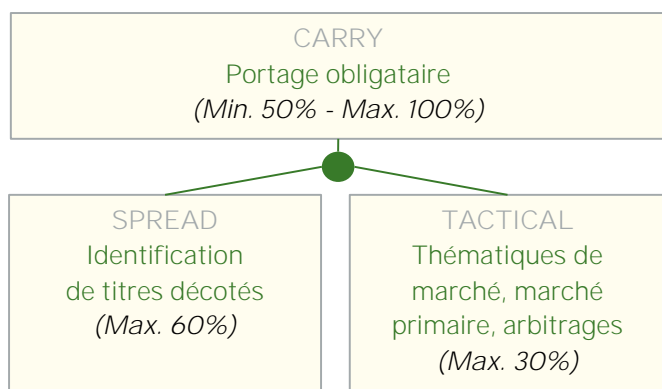 CARRY
Portage obligataire
(Min. 50% - Max. 100%)
SPREAD
Identification
de titres décotés
(Max. 60%)
TACTICAL
Thématiques de
marché, marché
primaire, arbitrages
(Max. 30%)